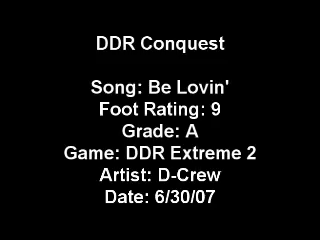 DDR Conquest
Song: Be Lovin'
Foot Rating: 9
Grade: A
Game: DDR Extreme 2
Artist: D-Crew
Date: 6/30/07